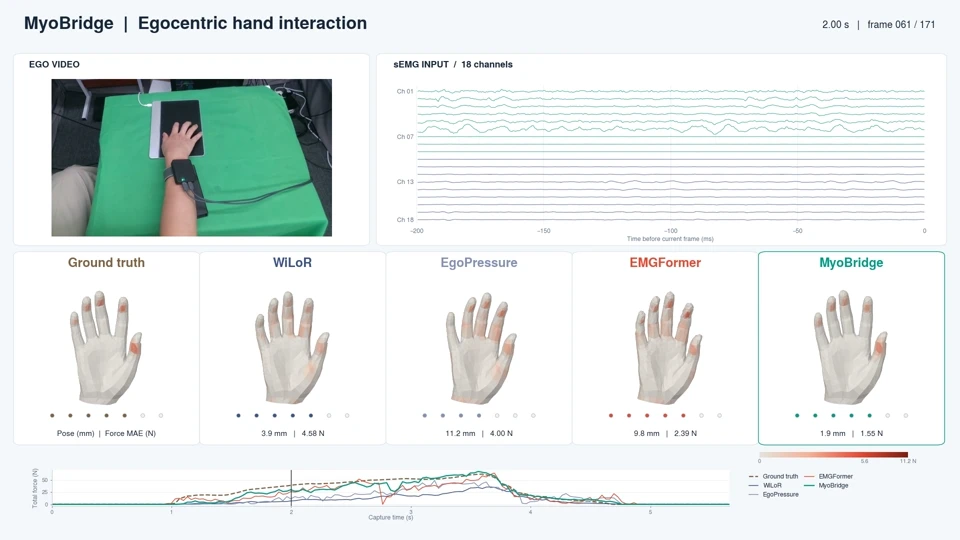 MyoBridge | Egocentric hand interaction
2.00 s | frame 061 / 171
EGO VIDEO
sEMG INPUT / 18 channels
Ch 01
Ch 07
Ch 13
Ch 18
-200
-150
-100
-50
0
Time before current frame (ms)
Ground truth
WiLoR
EgoPressure
EMGFormer
MyoBridge
Pose (mm) | Force MAE (N)
3.9 mm | 4.58 N
11.2 mm | 4.00 N
9.8 mm | 2.39 N
1.9 mm | 1.55 N
0
5.6
11.2 N
Total force (N)
50
25
0
0
1
2
3
4
5
Capture time (s)
Ground truth
WiLoR
EgoPressure
EMGFormer
MyoBridge